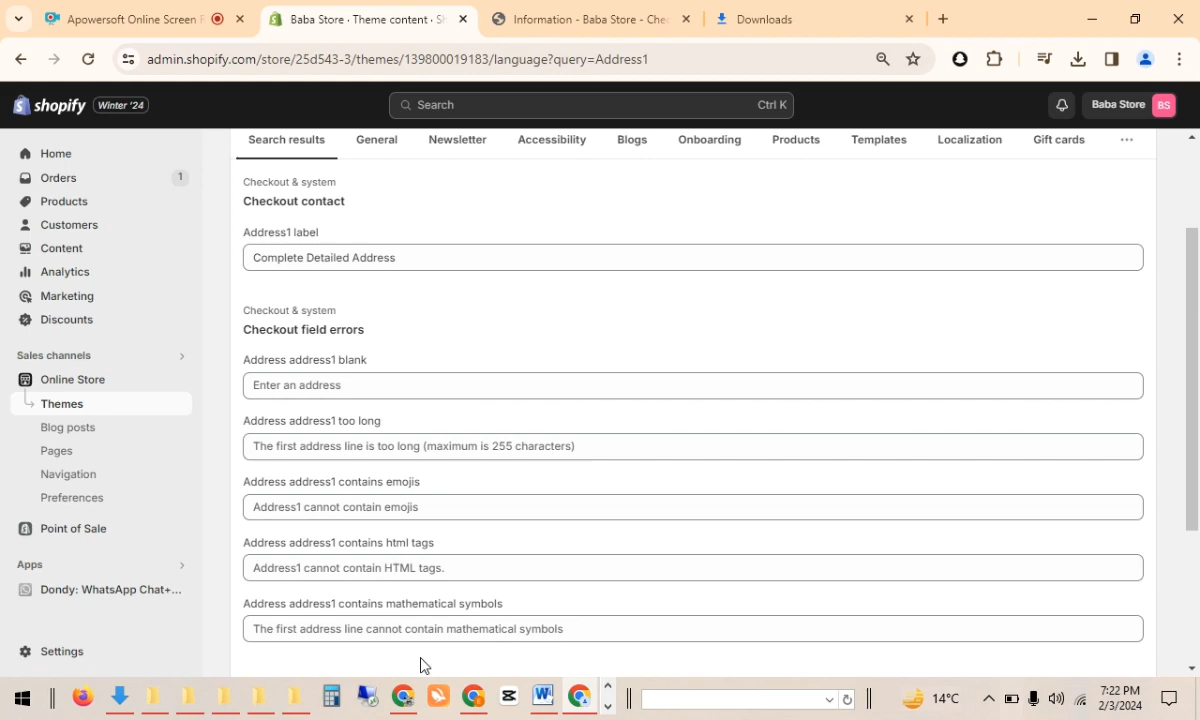 Apowersoft Online Screen R
Baba Store · Theme content · Sh
Information - Baba Store - Chec
Downloads
admin.shopify.com/store/25d543-3/themes/139800019183/language?query=Address1
shopify
Winter '24
Search
Ctrl K
Baba Store
BS
Home
Orders
1
Products
Customers
Content
Analytics
Marketing
Discounts
Sales channels
Online Store
Themes
Blog posts
Pages
Navigation
Preferences
Point of Sale
Apps
Dondy: WhatsApp Chat+...
Settings
Search results
General
Newsletter
Accessibility
Blogs
Onboarding
Products
Templates
Localization
Gift cards
Checkout & system
Checkout contact
Address1 label
Complete Detailed Address
Checkout & system
Checkout field errors
Address address1 blank
Enter an address
Address address1 too long
The first address line is too long (maximum is 255 characters)
Address address1 contains emojis
Address1 cannot contain emojis
Address address1 contains html tags
Address1 cannot contain HTML tags.
Address address1 contains mathematical symbols
The first address line cannot contain mathematical symbols
14°C
7:22 PM
2/3/2024